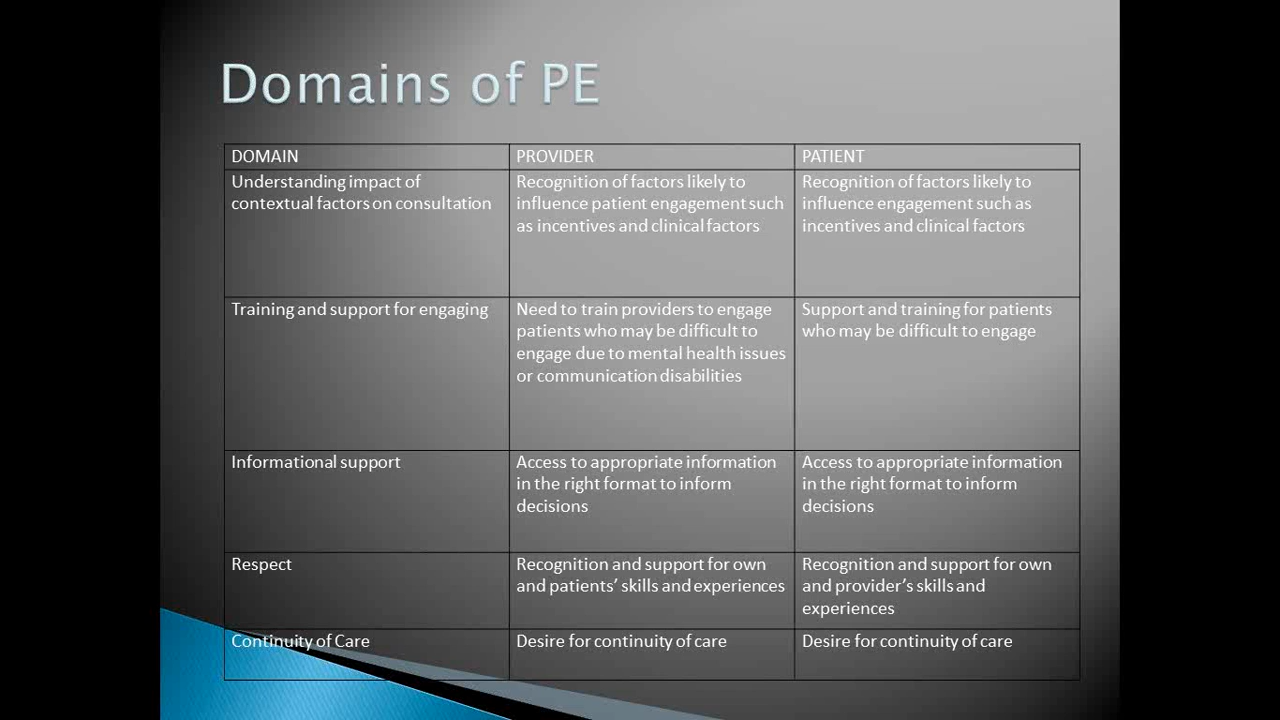 Domains of PE
DOMAIN
PROVIDER
PATIENT
Understanding impact of
contextual factors on consultation
Recognition of factors likely to
influence patient engagement such
as incentives and clinical factors
Recognition of factors likely to
influence engagement such as
incentives and clinical factors
Training and support for engaging
Need to train providers to engage
patients who may be difficult to
engage due to mental health issues
or communication disabilities
Support and training for patients
who may be difficult to engage
Informational support
Access to appropriate information
in the right format to inform
decisions
Access to appropriate information
in the right format to inform
decisions
Respect
Recognition and support for own
and patients’ skills and experiences
Recognition and support for own
and provider’s skills and
experiences
Continuity of Care
Desire for continuity of care
Desire for continuity of care